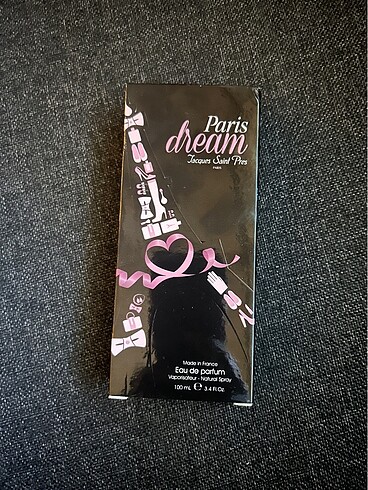 Paris
dream
Jacques Saint Pres
PARIS
Made in France
Eau de parfum
Vaporisateur - Natural Spray
100 mL ℮ 3.4 Fl.Oz